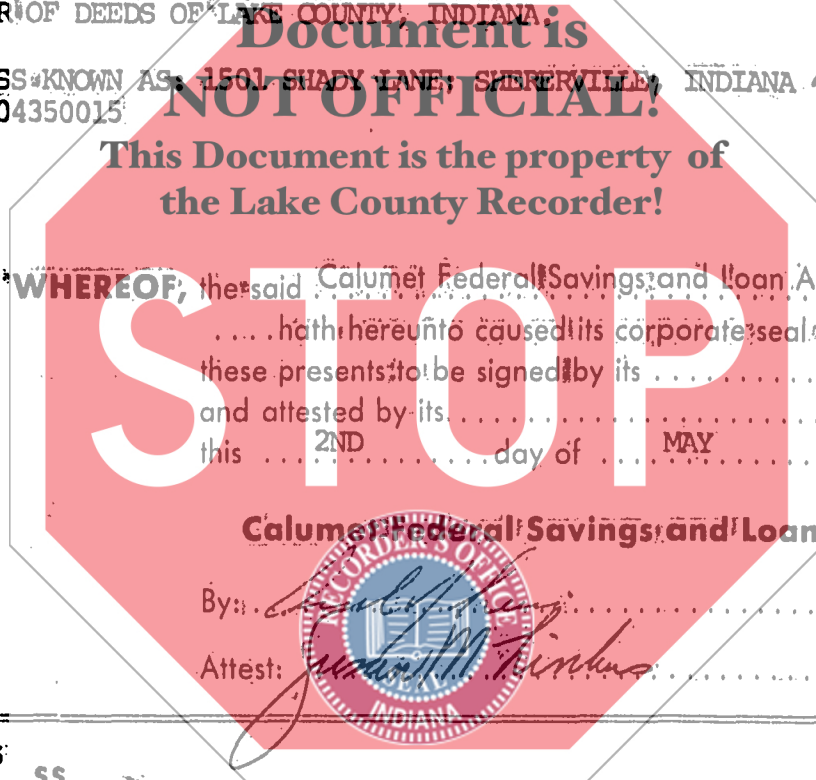 OF DEEDS OF LAKE COUNTY, INDIANA.
Document is
KNOWN AS: 1501 SHADY LANE; SHERERVILLE, INDIANA
04350015
NOT OFFICIAL!
This Document is the property of
the Lake County Recorder!
STOP
WHEREOF, the said Calumet Federal Savings and Loan A
....hath hereunto caused its corporate seal
these presents to be signed by its ............
and attested by its............................
this ....2ND..........day of ....MAY........
Calumet Federal Savings and Loan
By:
Attest:
RECORDER'S OFFICE
SEAL
INDIANA
SS